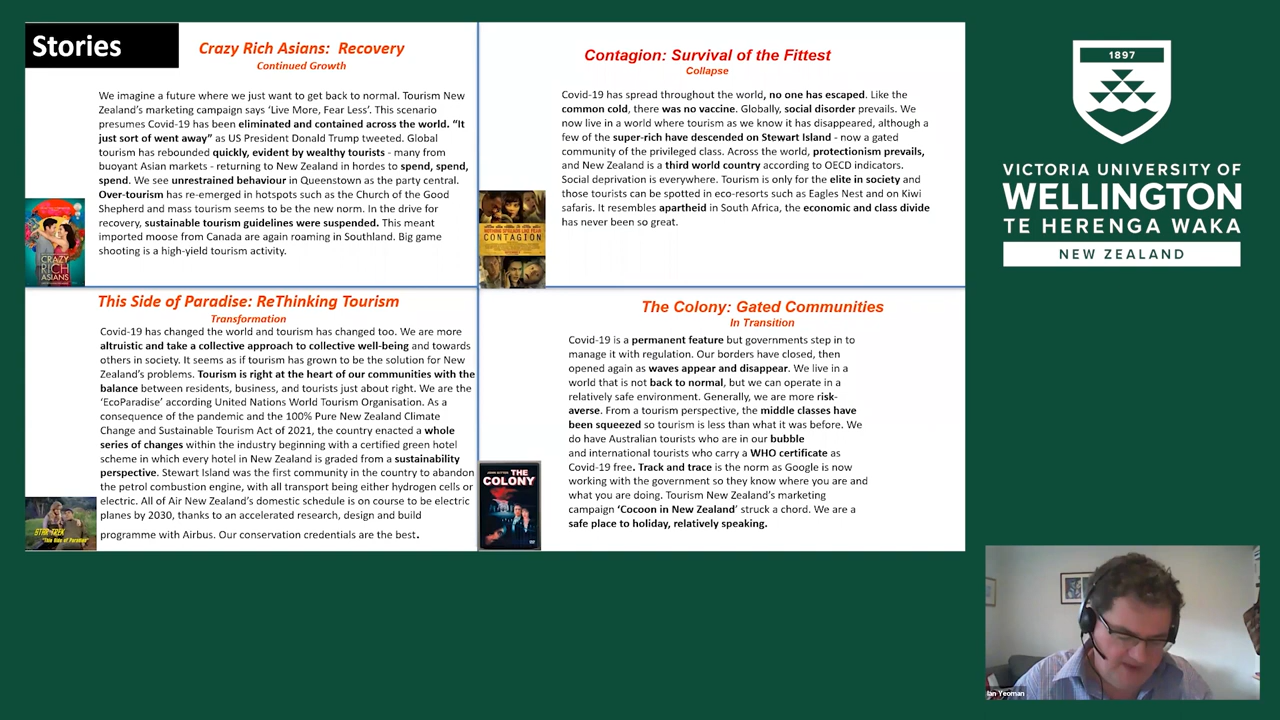 Stories
Crazy Rich Asians: Recovery
Continued Growth
We imagine a future where we just want to get back to normal. Tourism New
Zealand's marketing campaign says 'Live More, Fear Less'. This scenario
presumes Covid-19 has been eliminated and contained across the world. "It
just sort of went away" as US President Donald Trump tweeted. Global
tourism has rebounded quickly, evident by wealthy tourists - many from
buoyant Asian markets - returning to New Zealand in hordes to spend, spend,
spend. We see unrestrained behaviour in Queenstown as the party central.
Over-tourism has re-emerged in hotspots such as the Church of the Good
Shepherd and mass tourism seems to be the new norm. In the drive for
recovery, sustainable tourism guidelines were suspended. This meant
imported moose from Canada are again roaming in Southland. Big game
shooting is a high-yield tourism activity.
CRAZY
RICH
ASIANS
Contagion: Survival of the Fittest
Collapse
Covid-19 has spread throughout the world, no one has escaped. Like the
common cold, there was no vaccine. Globally, social disorder prevails. We
now live in a world where tourism as we know it has disappeared, although a
few of the super-rich have descended on Stewart Island - now a gated
community of the privileged class. Across the world, protectionism prevails,
and New Zealand is a third world country according to OECD indicators.
Social deprivation is everywhere. Tourism is only for the elite in society and
those tourists can be spotted in eco-resorts such as Eagles Nest and on Kiwi
safaris. It resembles apartheid in South Africa, the economic and class divide
has never been so great.
NOTHING SPREADS LIKE FEAR
CONTAGION
This Side of Paradise: ReThinking Tourism
Transformation
Covid-19 has changed the world and tourism has changed too. We are more
altruistic and take a collective approach to collective well-being and towards
others in society. It seems as if tourism has grown to be the solution for New
Zealand's problems. Tourism is right at the heart of our communities with the
balance between residents, business, and tourists just about right. We are the
'EcoParadise' according United Nations World Tourism Organisation. As a
consequence of the pandemic and the 100% Pure New Zealand Climate
Change and Sustainable Tourism Act of 2021, the country enacted a whole
series of changes within the industry beginning with a certified green hotel
scheme in which every hotel in New Zealand is graded from a sustainability
perspective. Stewart Island was the first community in the country to abandon
the petrol combustion engine, with all transport being either hydrogen cells or
electric. All of Air New Zealand's domestic schedule is on course to be electric
planes by 2030, thanks to an accelerated research, design and build
programme with Airbus. Our conservation credentials are the best.
STAR TREK
"This Side of Paradise"
The Colony: Gated Communities
In Transition
Covid-19 is a permanent feature but governments step in to
manage it with regulation. Our borders have closed, then
opened again as waves appear and disappear. We live in a
world that is not back to normal, but we can operate in a
relatively safe environment. Generally, we are more risk-
averse. From a tourism perspective, the middle classes have
been squeezed so tourism is less than what it was before. We
do have Australian tourists who are in our bubble
and international tourists who carry a WHO certificate as
Covid-19 free. Track and trace is the norm as Google is now
working with the government so they know where you are and
what you are doing. Tourism New Zealand's marketing
campaign 'Cocoon in New Zealand' struck a chord. We are a
safe place to holiday, relatively speaking.
THE
COLONY
1897
VICTORIA UNIVERSITY OF
WELLINGTON
TE HERENGA WAKA
NEW ZEALAND
Ian Yeoman